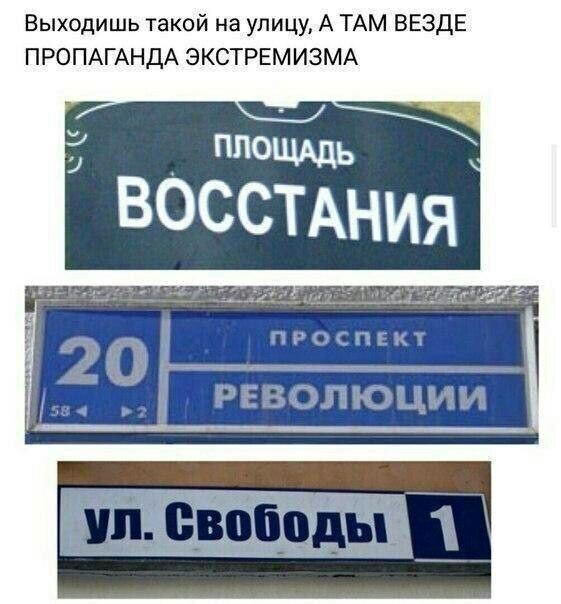 Выходишь такой на улицу, А ТАМ ВЕЗДЕ
ПРОПАГАНДА ЭКСТРЕМИЗМА
ПЛОЩАДЬ
ВОССТАНИЯ
20
ПРОСПЕКТ
РЕВОЛЮЦИИ
58 ◄ ►2
ул. Свободы 1